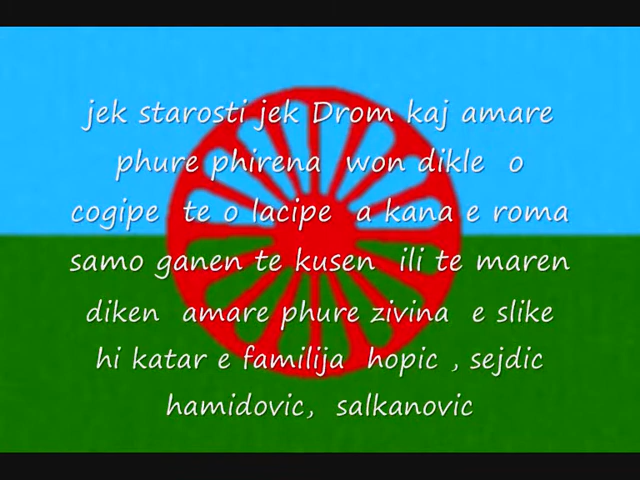 jek starosti jek Drom kaj amare
phure phirena won dikle o
cogipe te o lacipe a kana e roma
samo ganen te kusen ili te maren
diken amare phure zivina e slike
hi katar e familija hopic , sejdic
hamidovic, salkanovic